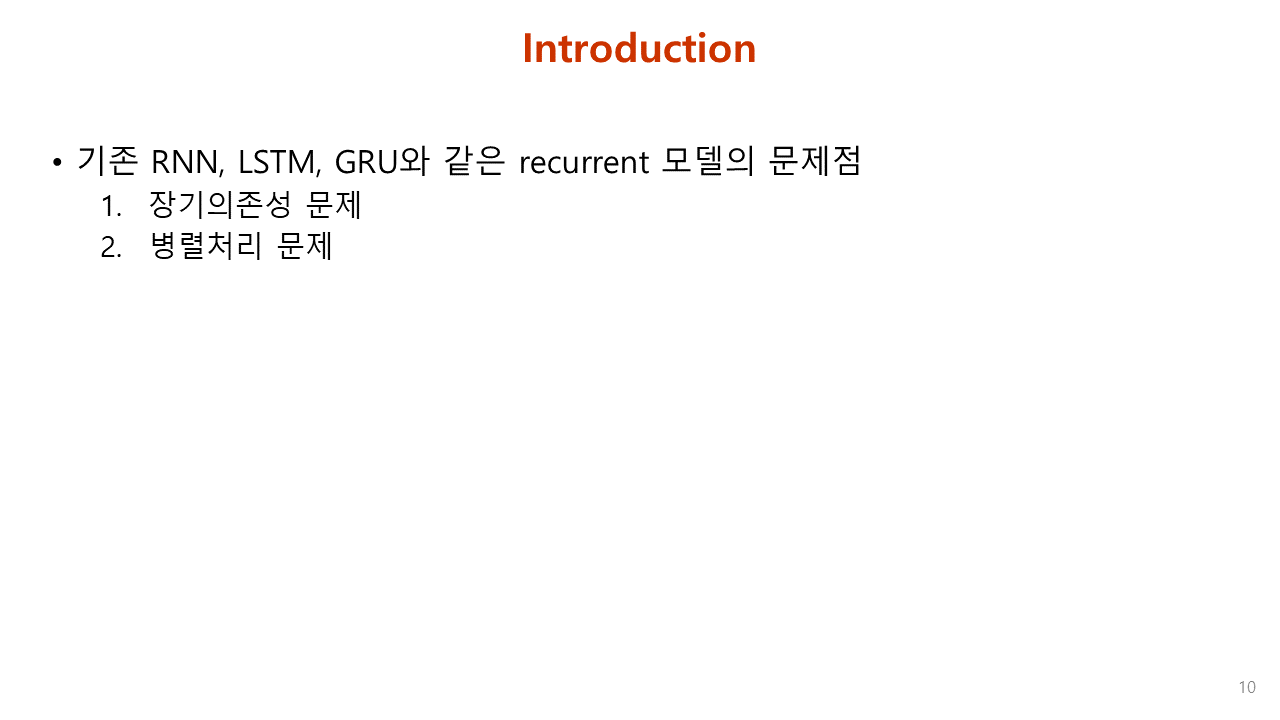 Introduction
• 기존 RNN, LSTM, GRU와 같은 recurrent 모델의 문제점
1. 장기의존성 문제
2. 병렬처리 문제
10